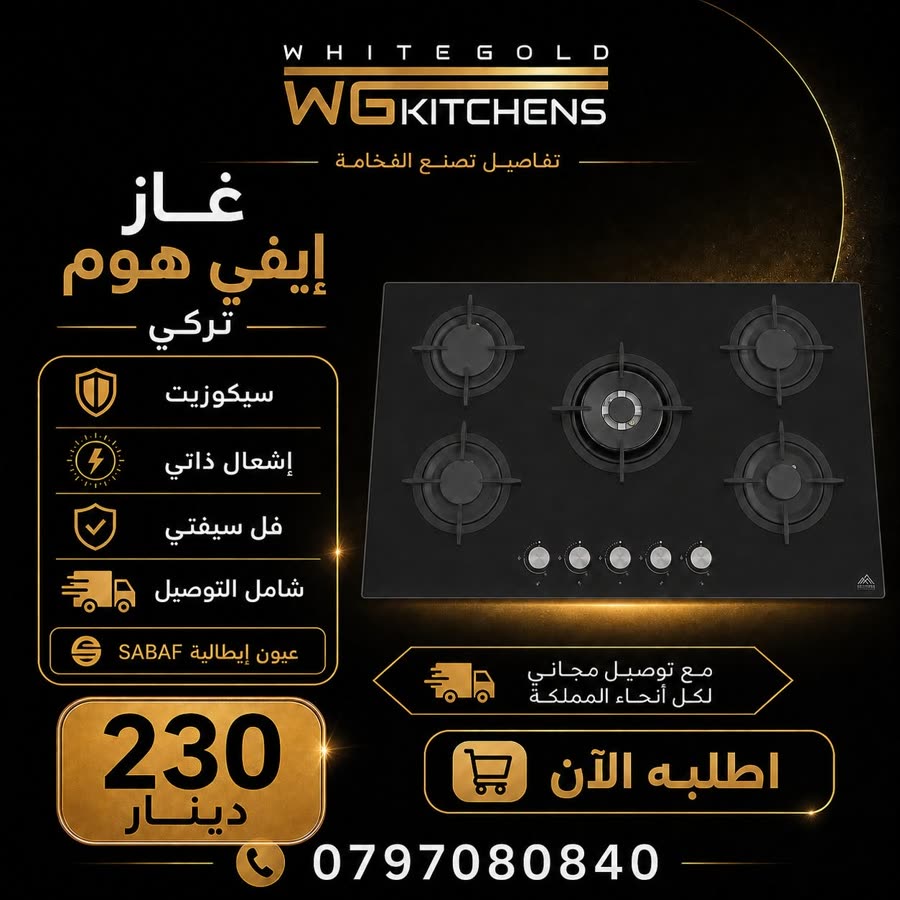 WHITEGOLD
WG KITCHENS
تفاصيل تصنع الفخامة
غاز
إيفي هوم
تركي
سيكوزيت
إشعال ذاتي
فل سيفتي
شامل التوصيل
عيون إيطالية SABAF
230
دينار
مع توصيل مجاني
لكل أنحاء المملكة
اطلبه الآن
0797080840